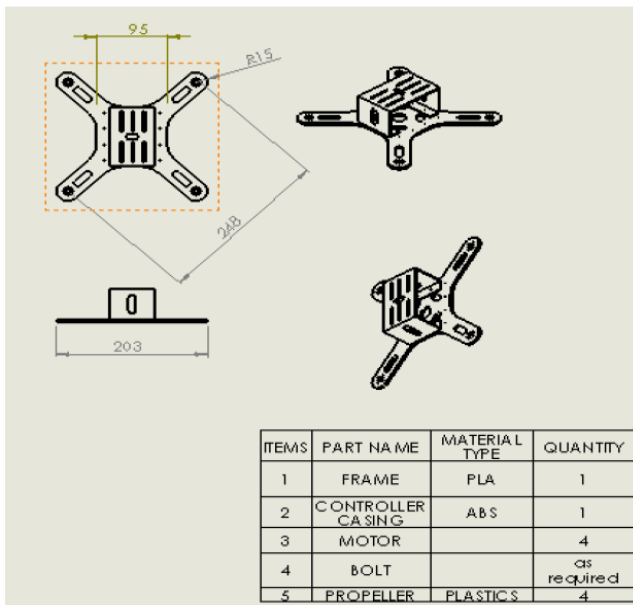 95
R15
248
203
ITEMS PART NAME MATERIAL TYPE QUANTITY
1 FRAME PLA 1
2 CONTROLLER CASING ABS 1
3 MOTOR 4
4 BOLT as required
5 PROPELLER PLASTICS 4